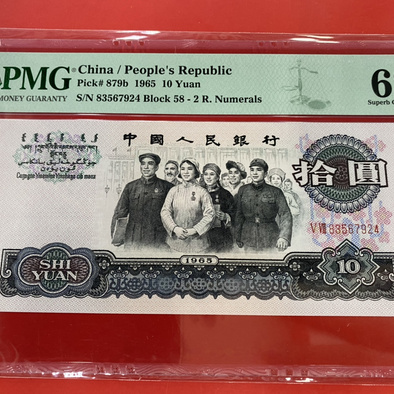 PMG China / People's Republic
Pick# 879b 1965 10 Yuan
MONEY GUARANTY
S/N 83567924 Block 58 - 2 R. Numerals
6
Superb
中國人民銀行
拾圓
V VIII 83567924
1965
SHI
YUAN
10